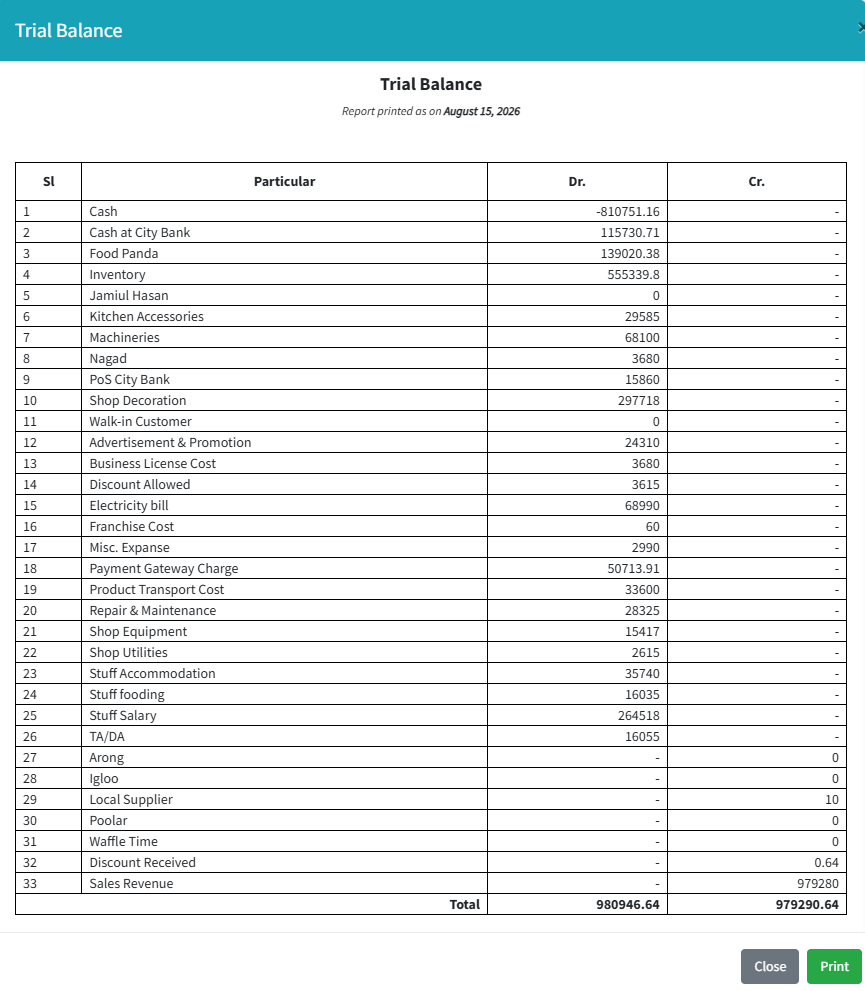 Trial Balance
Trial Balance
Report printed as on August 15, 2026
Sl Particular Dr. Cr.
1 Cash -810751.16 -
2 Cash at City Bank 115730.71 -
3 Food Panda 139020.38 -
4 Inventory 555339.8 -
5 Jamiul Hasan 0 -
6 Kitchen Accessories 29585 -
7 Machineries 68100 -
8 Nagad 3680 -
9 PoS City Bank 15860 -
10 Shop Decoration 297718 -
11 Walk-in Customer 0 -
12 Advertisement & Promotion 24310 -
13 Business License Cost 3680 -
14 Discount Allowed 3615 -
15 Electricity bill 68990 -
16 Franchise Cost 60 -
17 Misc. Expanse 2990 -
18 Payment Gateway Charge 50713.91 -
19 Product Transport Cost 33600 -
20 Repair & Maintenance 28325 -
21 Shop Equipment 15417 -
22 Shop Utilities 2615 -
23 Stuff Accommodation 35740 -
24 Stuff fooding 16035 -
25 Stuff Salary 264518 -
26 TA/DA 16055 -
27 Arong - 0
28 Igloo - 0
29 Local Supplier - 10
30 Poolar - 0
31 Waffle Time - 0
32 Discount Received - 0.64
33 Sales Revenue - 979280
Total 980946.64 979290.64
Close Print